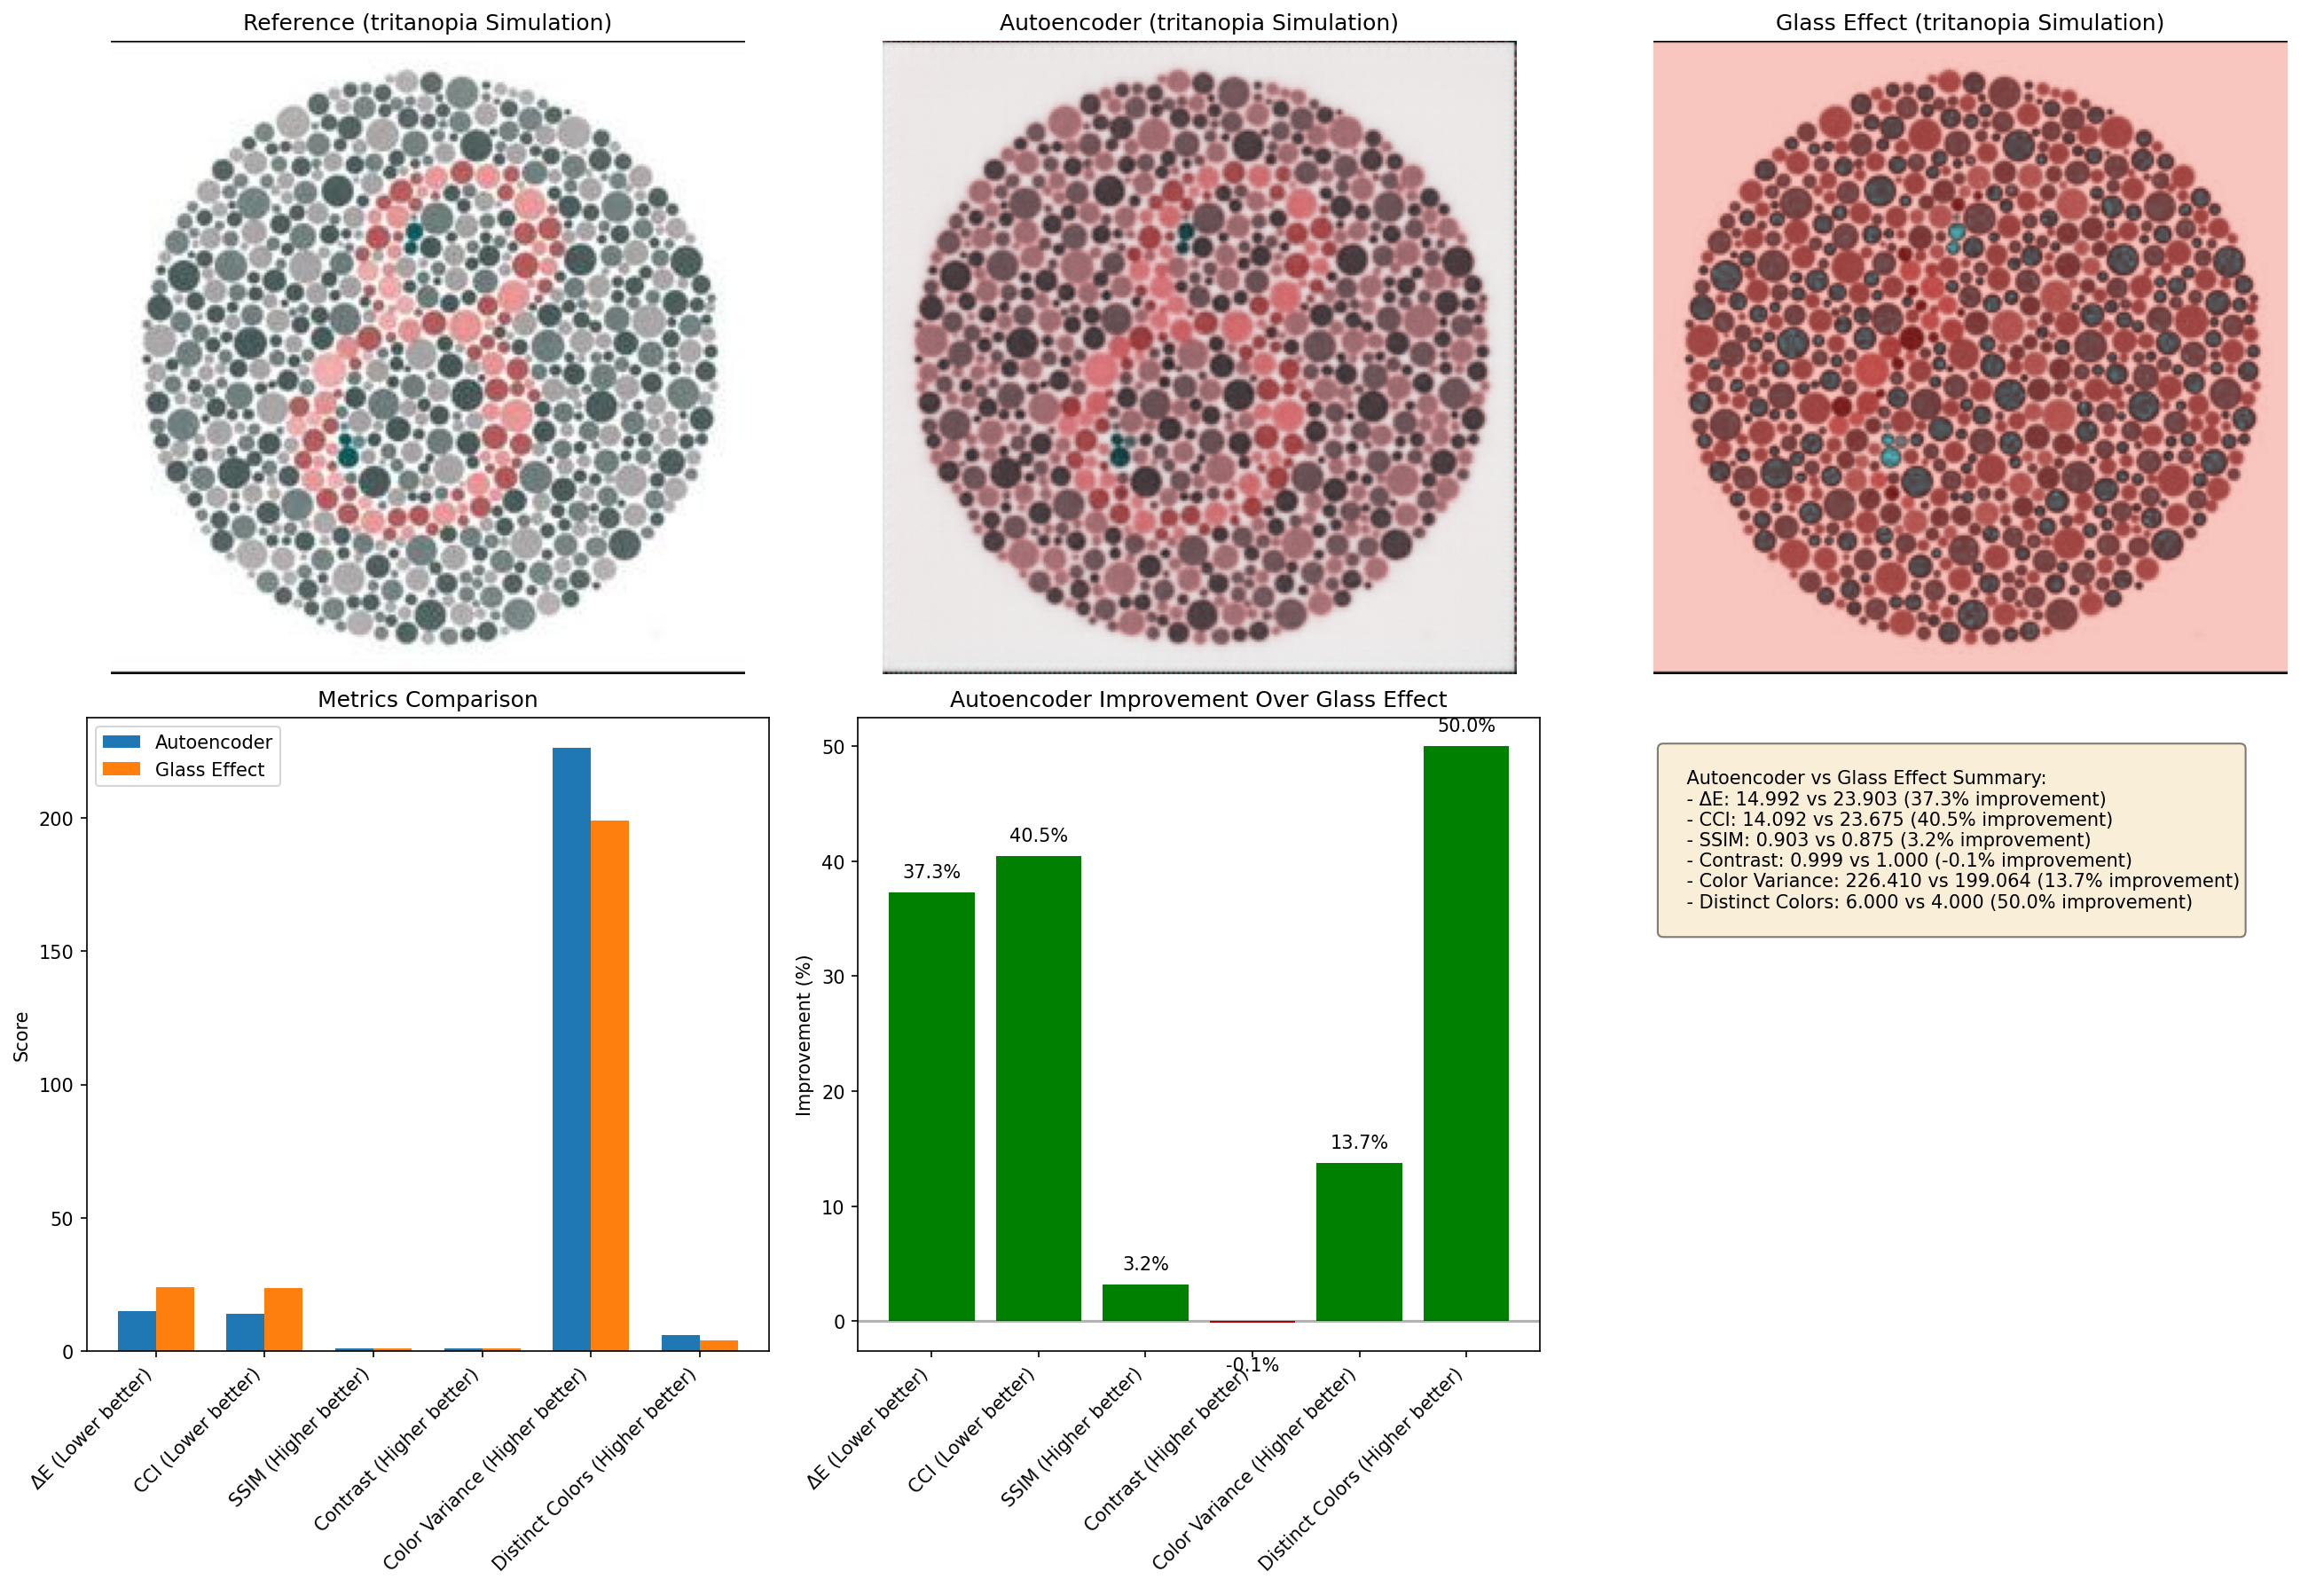 Reference (tritanopia Simulation)
Autoencoder (tritanopia Simulation)
Glass Effect (tritanopia Simulation)
Metrics Comparison
Autoencoder
Glass Effect
Score
200
150
100
50
0
ΔE (Lower better)
CCI (Lower better)
SSIM (Higher better)
Contrast (Higher better)
Color Variance (Higher better)
Distinct Colors (Higher better)
Autoencoder Improvement Over Glass Effect
Improvement (%)
50
40
30
20
10
0
37.3%
40.5%
3.2%
-0.1%
13.7%
50.0%
ΔE (Lower better)
CCI (Lower better)
SSIM (Higher better)
Contrast (Higher better)
Color Variance (Higher better)
Distinct Colors (Higher better)
Autoencoder vs Glass Effect Summary:
- ΔE: 14.992 vs 23.903 (37.3% improvement)
- CCI: 14.092 vs 23.675 (40.5% improvement)
- SSIM: 0.903 vs 0.875 (3.2% improvement)
- Contrast: 0.999 vs 1.000 (-0.1% improvement)
- Color Variance: 226.410 vs 199.064 (13.7% improvement)
- Distinct Colors: 6.000 vs 4.000 (50.0% improvement)